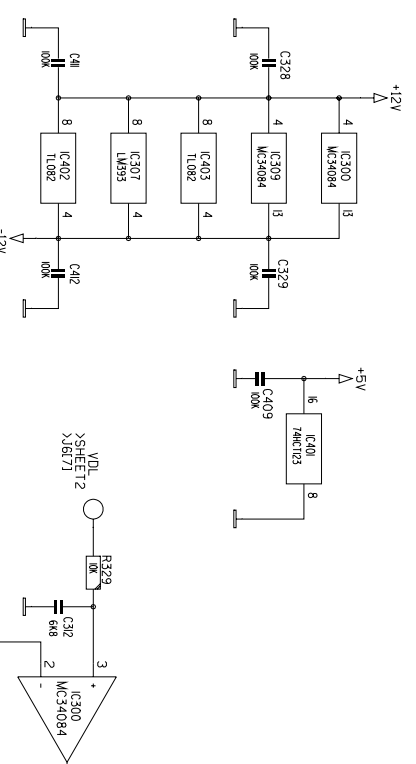 +12V
C328
100K
C411
100K
4
IC300
MC34084
13
4
IC309
MC34084
13
8
IC403
TL082
4
8
IC307
LM393
4
8
IC402
TL082
4
C329
100K
C412
100K
-12V
+5V
C409
100K
16
IC401
74HCT123
8
VDL
>SHEET2
>J6[7]
R329
10K
C312
6K8
3
2
+
-
IC300
MC34084